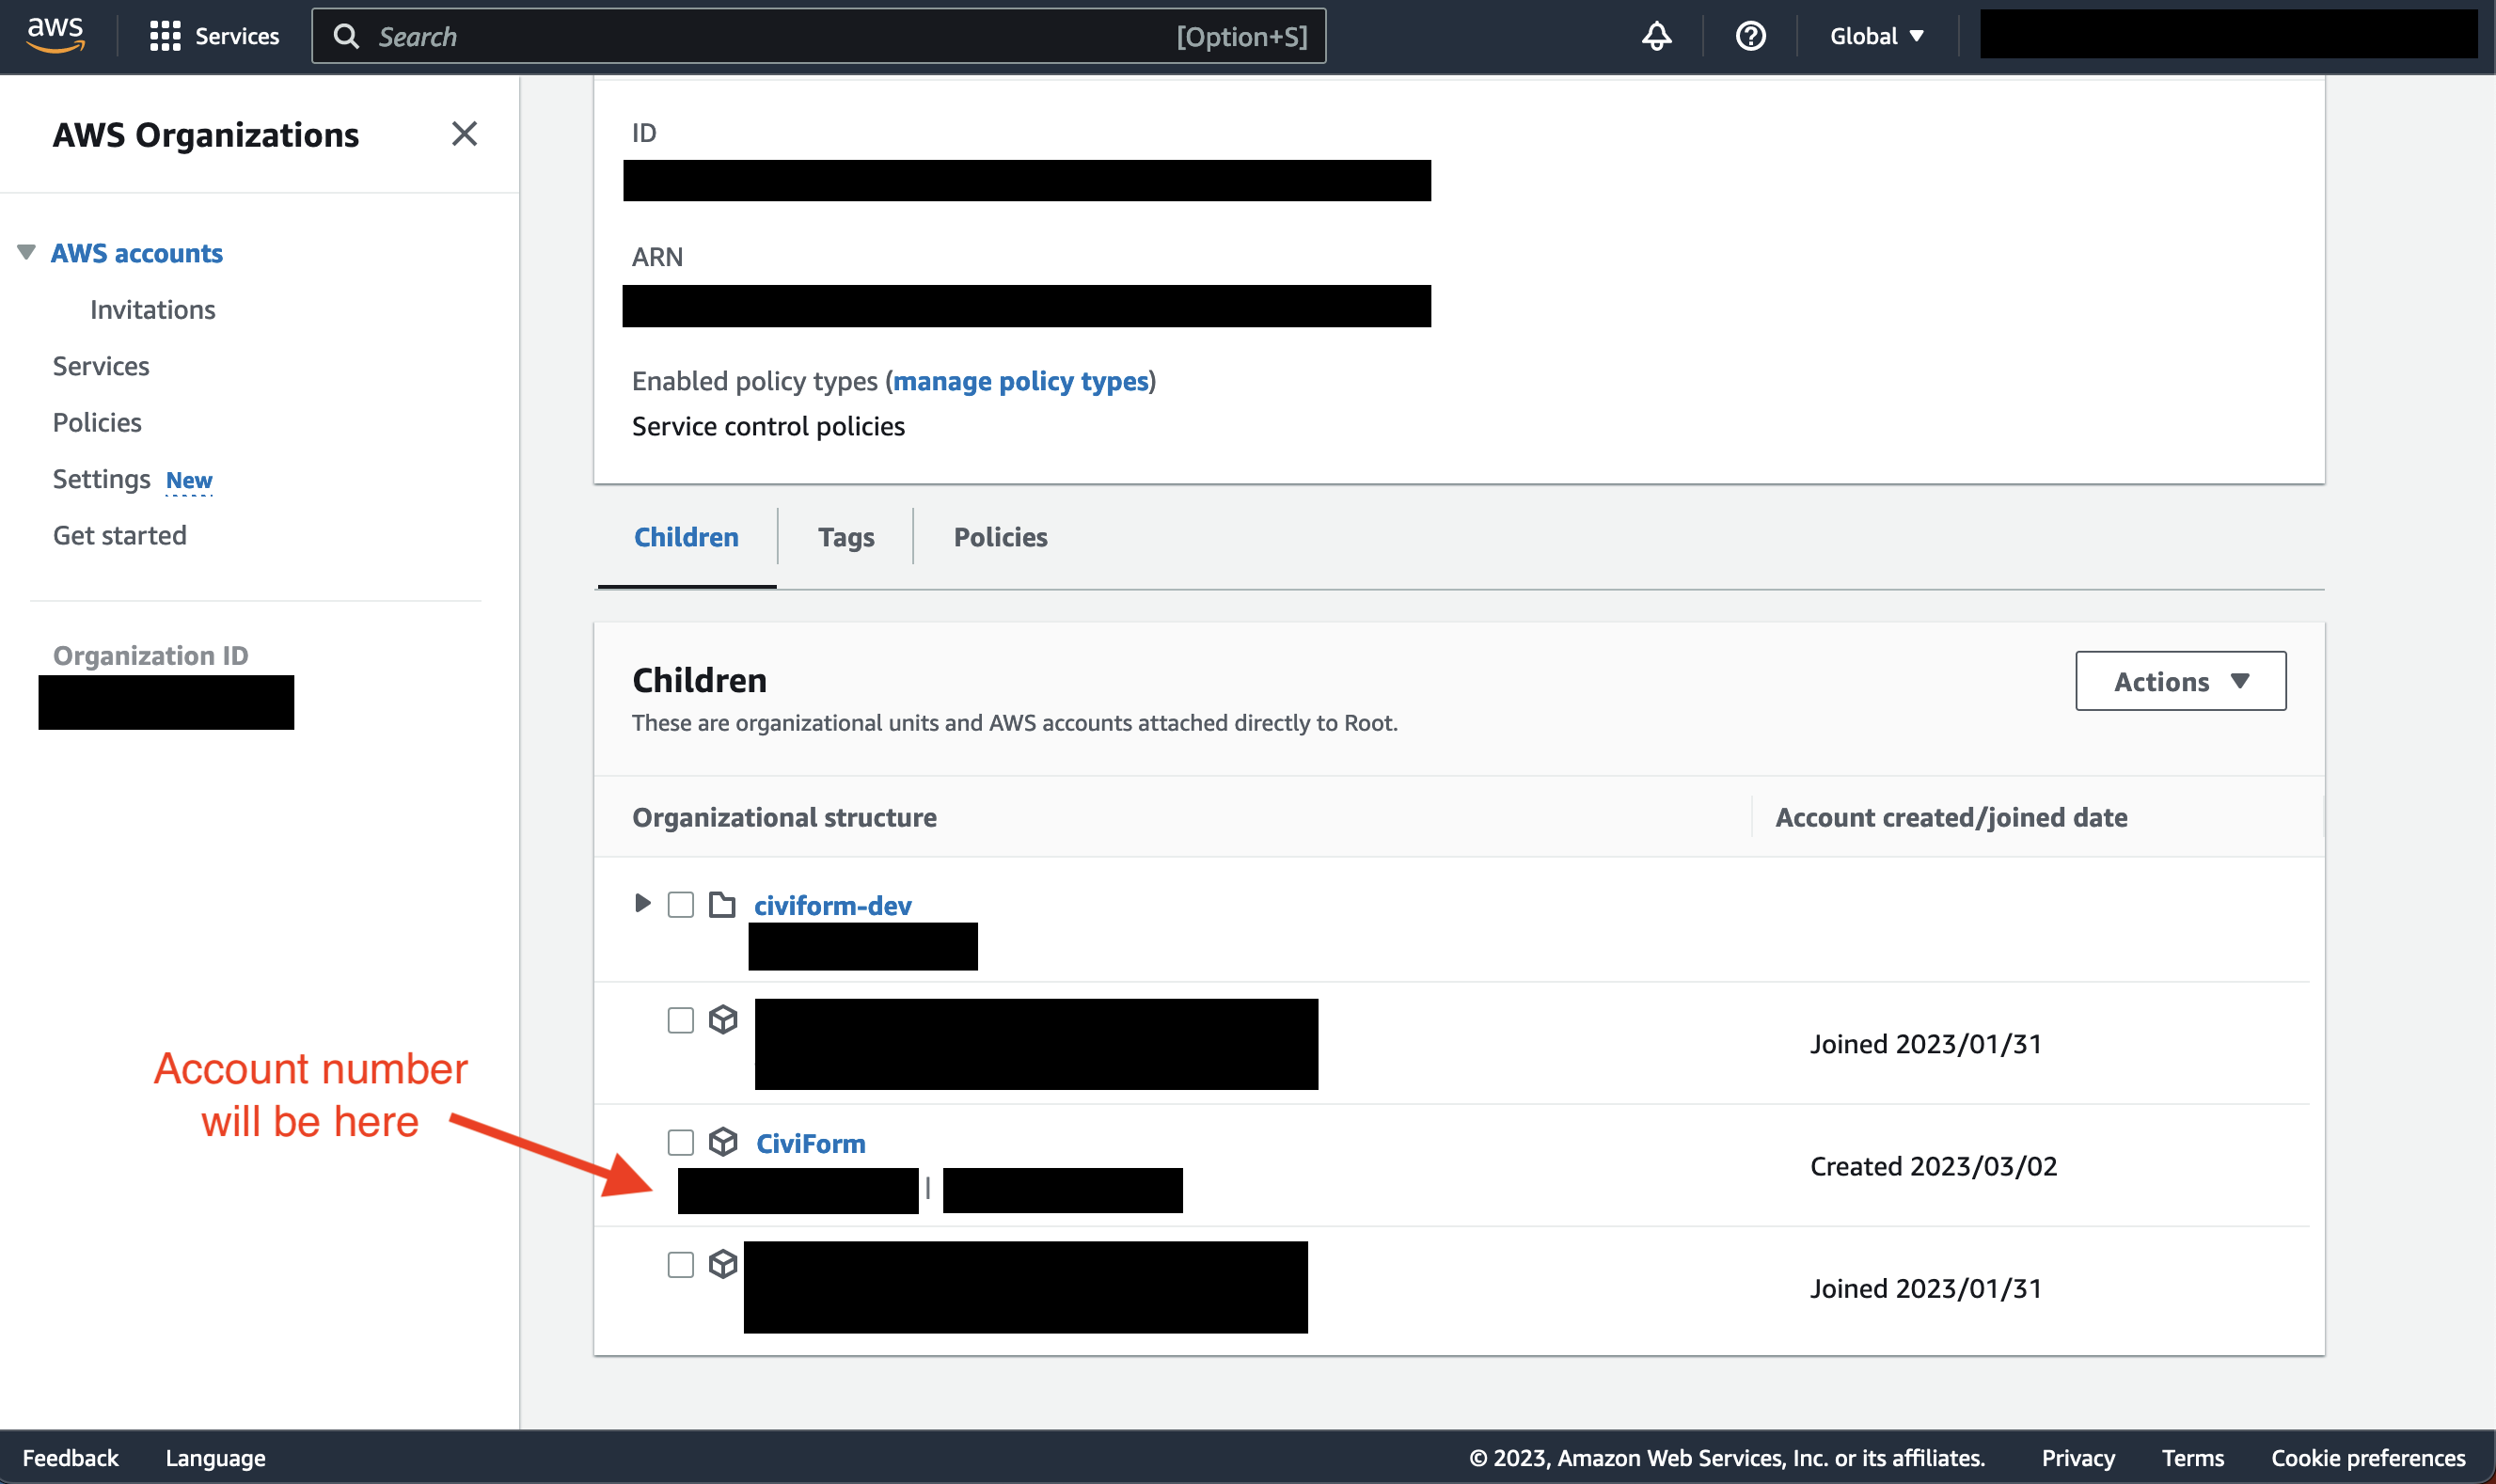 aws
Services
Search [Option+S]
Global
AWS Organizations
AWS accounts
Invitations
Services
Policies
Settings New
Get started
Organization ID
ID
ARN
Enabled policy types (manage policy types)
Service control policies
Children Tags Policies
Children
Actions
These are organizational units and AWS accounts attached directly to Root.
Organizational structure Account created/joined date
civiform-dev
Joined 2023/01/31
Account number
will be here
CiviForm
|
Created 2023/03/02
Joined 2023/01/31
Feedback Language © 2023, Amazon Web Services, Inc. or its affiliates. Privacy Terms Cookie preferences